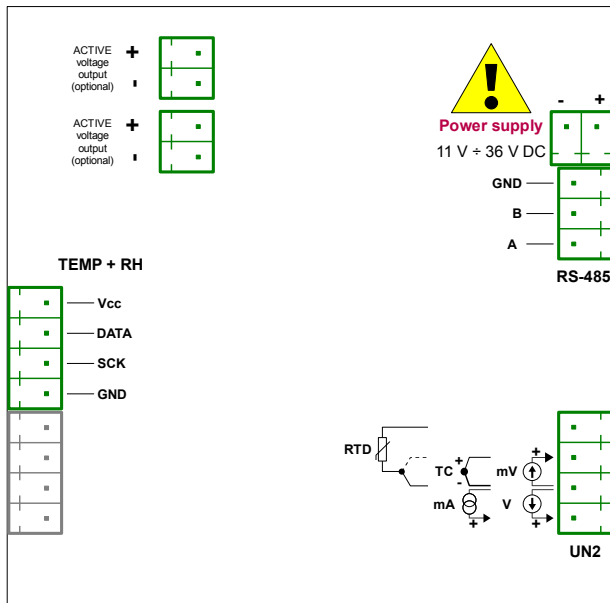 ACTIVE
voltage
output
(optional)
+
-
ACTIVE
voltage
output
(optional)
+
-
!
Power supply
- +
11 V ÷ 36 V DC
GND
B
A
RS-485
TEMP + RH
Vcc
DATA
SCK
GND
RTD
TC
+
-
mV
+
mA
+
V
+
UN2